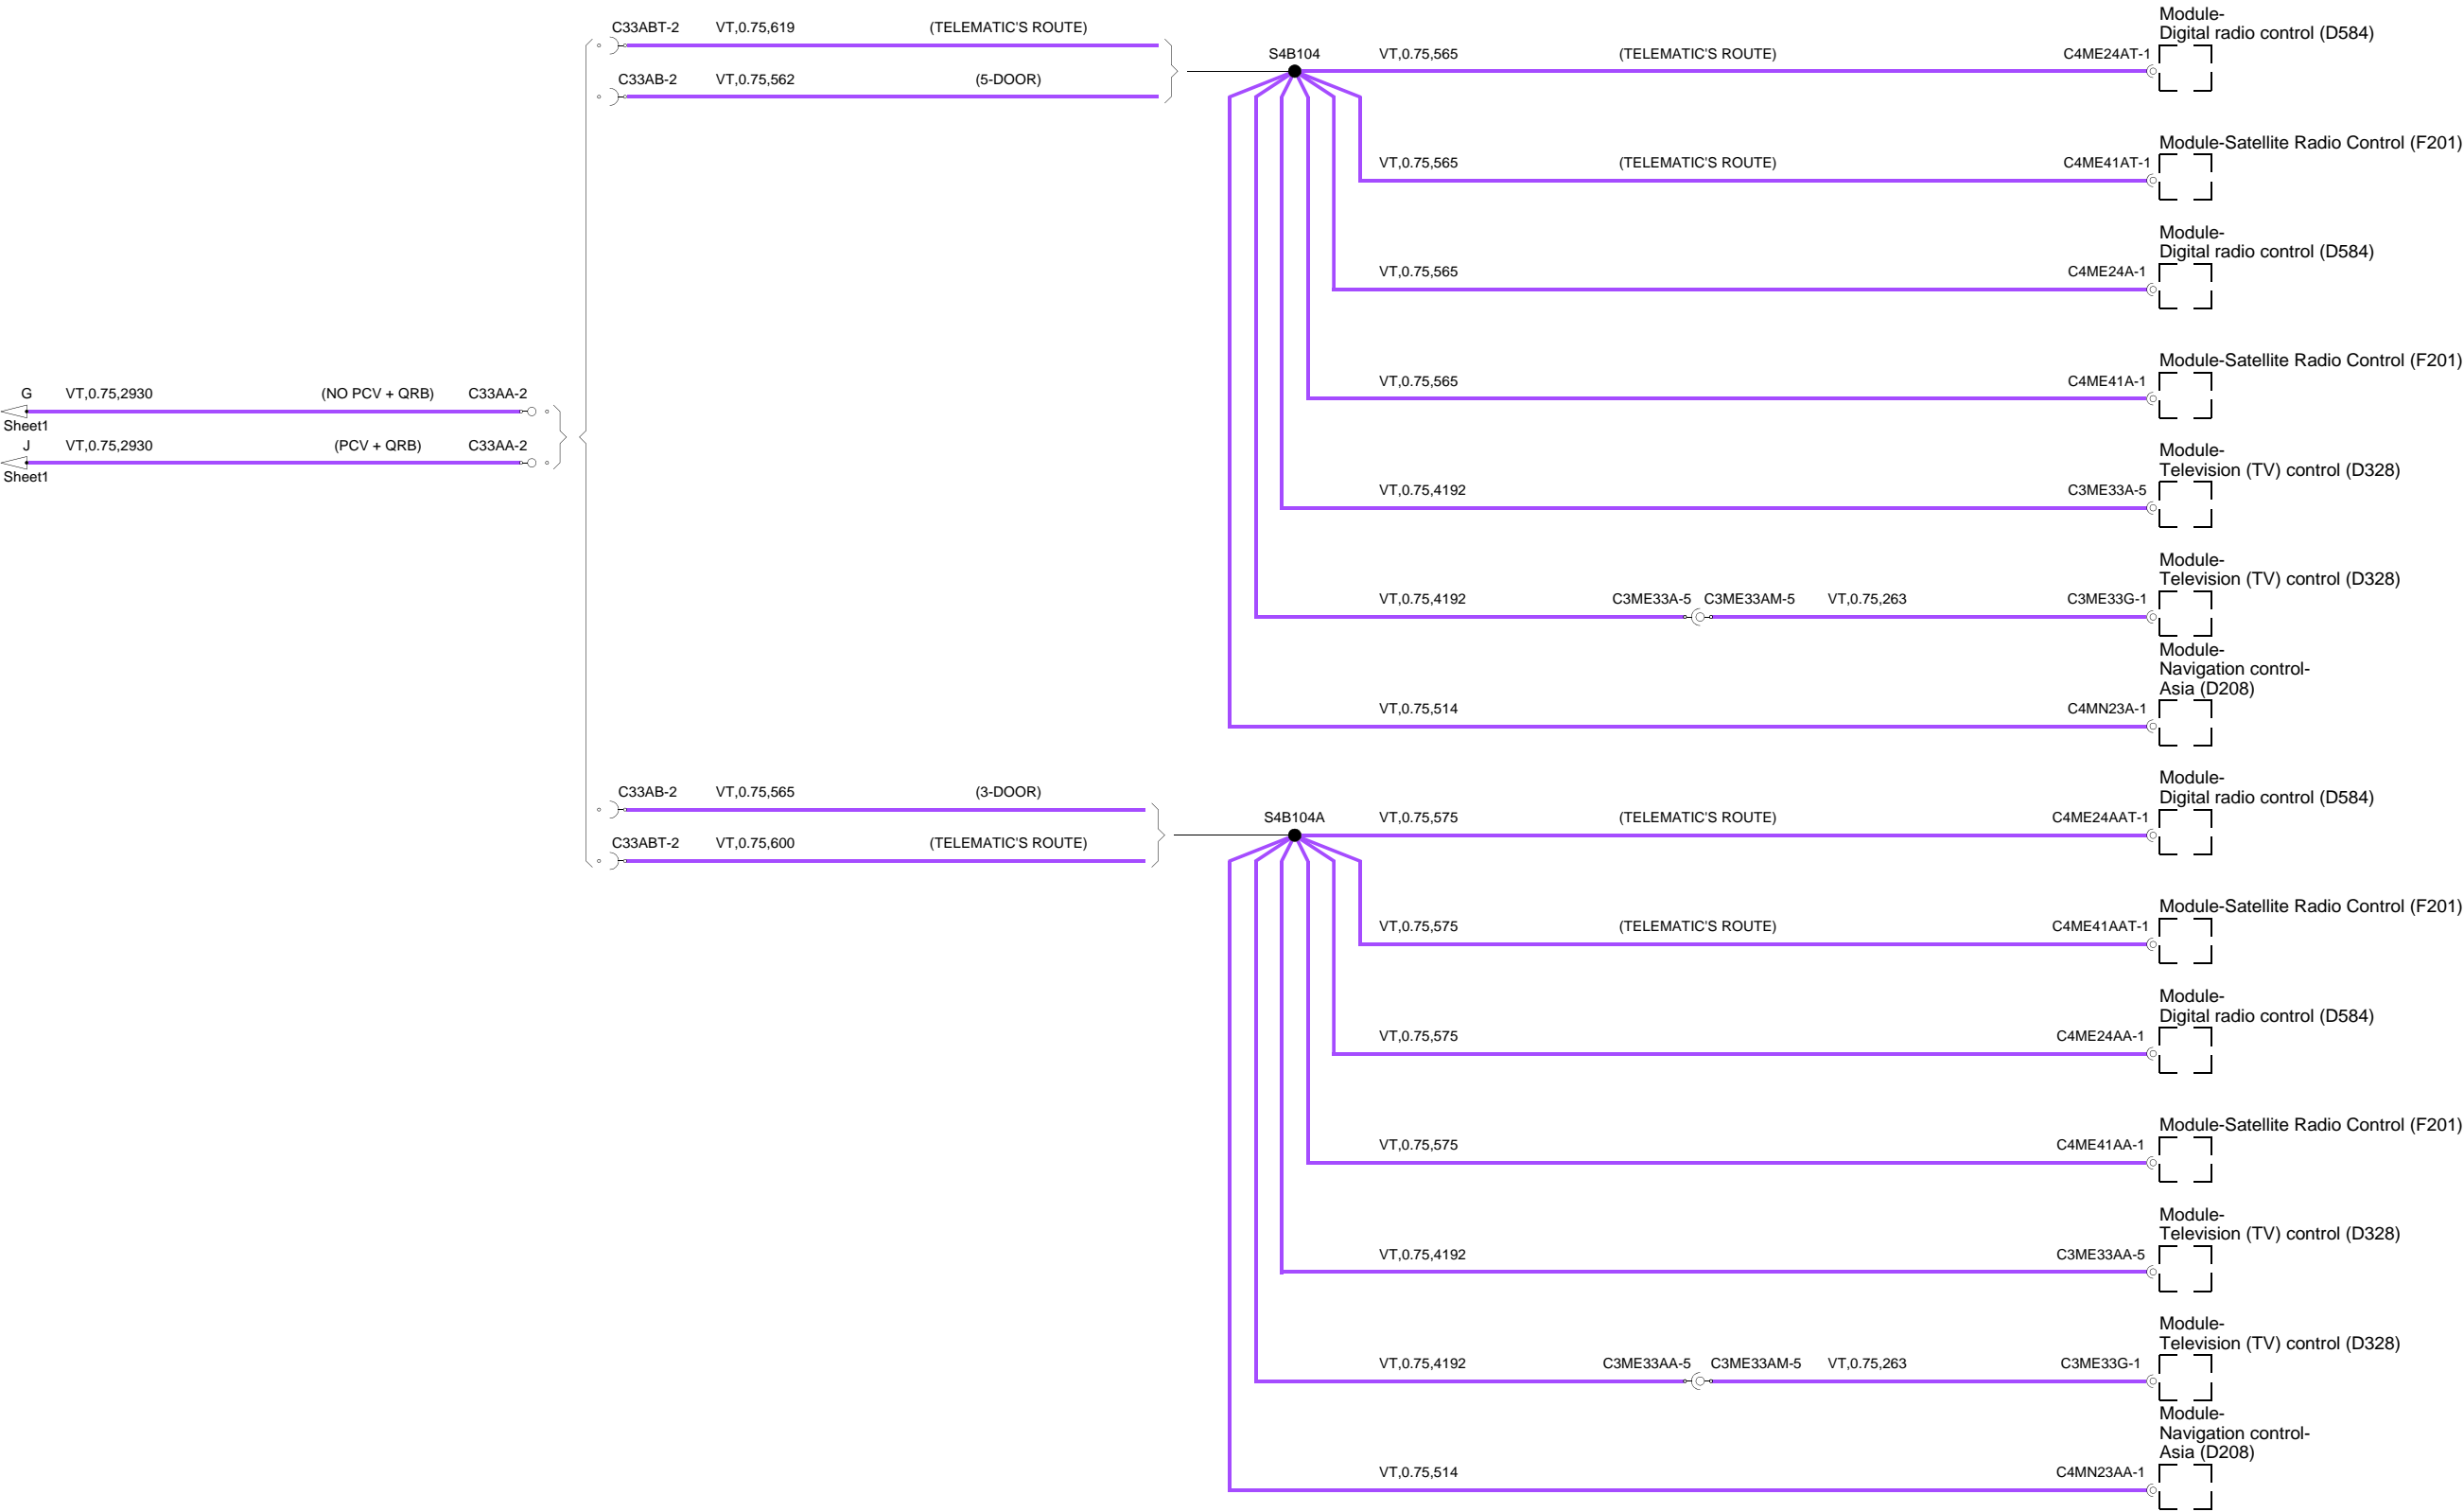 C33ABT-2 VT,0.75,619 (TELEMATIC'S ROUTE)
C33AB-2 VT,0.75,562 (5-DOOR)
S4B104 VT,0.75,565 (TELEMATIC'S ROUTE) C4ME24AT-1
Module-
Digital radio control (D584)
VT,0.75,565 (TELEMATIC'S ROUTE) C4ME41AT-1
Module-Satellite Radio Control (F201)
VT,0.75,565 C4ME24A-1
Module-
Digital radio control (D584)
VT,0.75,565 C4ME41A-1
Module-Satellite Radio Control (F201)
G VT,0.75,2930 (NO PCV + QRB) C33AA-2
Sheet1
J VT,0.75,2930 (PCV + QRB) C33AA-2
Sheet1
VT,0.75,4192 C3ME33A-5
Module-
Television (TV) control (D328)
VT,0.75,4192 C3ME33A-5 C3ME33AM-5 VT,0.75,263 C3ME33G-1
Module-
Television (TV) control (D328)
VT,0.75,514 C4MN23A-1
Module-
Navigation control-
Asia (D208)
C33AB-2 VT,0.75,565 (3-DOOR)
C33ABT-2 VT,0.75,600 (TELEMATIC'S ROUTE)
S4B104A VT,0.75,575 (TELEMATIC'S ROUTE) C4ME24AAT-1
Module-
Digital radio control (D584)
VT,0.75,575 (TELEMATIC'S ROUTE) C4ME41AAT-1
Module-Satellite Radio Control (F201)
VT,0.75,575 C4ME24AA-1
Module-
Digital radio control (D584)
VT,0.75,575 C4ME41AA-1
Module-Satellite Radio Control (F201)
VT,0.75,4192 C3ME33AA-5
Module-
Television (TV) control (D328)
VT,0.75,4192 C3ME33AA-5 C3ME33AM-5 VT,0.75,263 C3ME33G-1
Module-
Television (TV) control (D328)
VT,0.75,514 C4MN23AA-1
Module-
Navigation control-
Asia (D208)